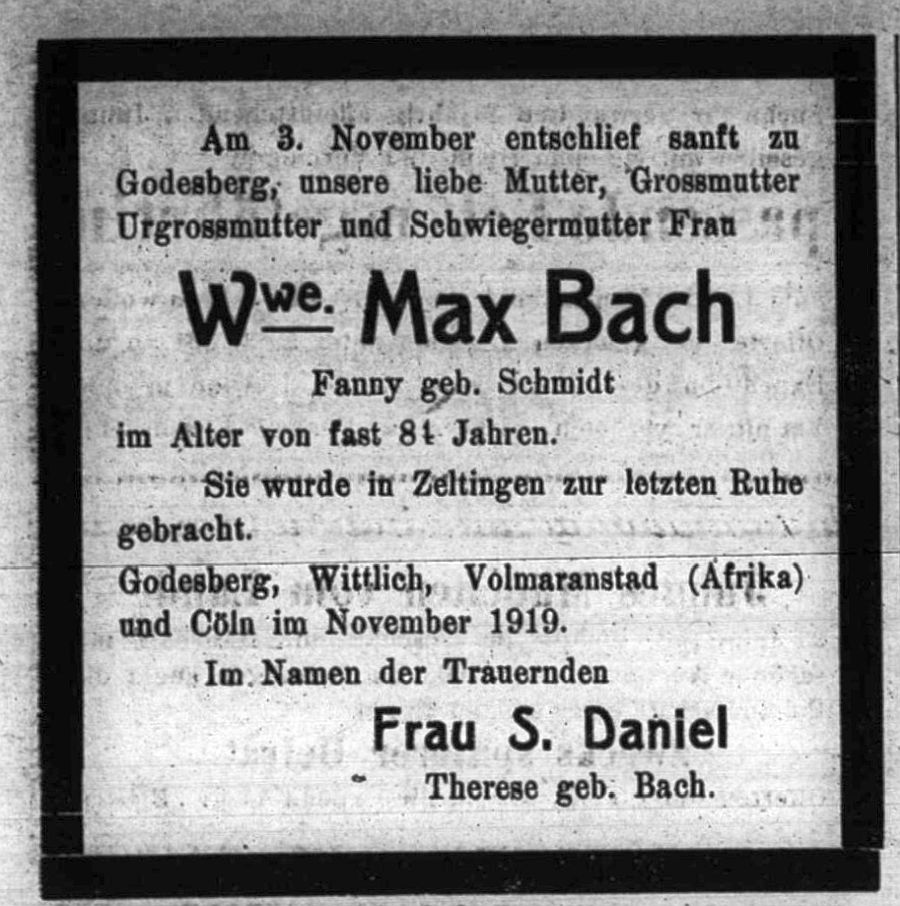 Am 3. November entschlief sanft zu
Godesberg, unsere liebe Mutter, Grossmutter
Urgrossmutter und Schwiegermutter Frau
Wwe. Max Bach
Fanny geb. Schmidt
im Alter von fast 84 Jahren.
Sie wurde in Zeltingen zur letzten Ruhe
gebracht.
Godesberg, Wittlich, Volmaranstad (Afrika)
und Cöln im November 1919.
Im Namen der Trauernden
Frau S. Daniel
Therese geb. Bach.